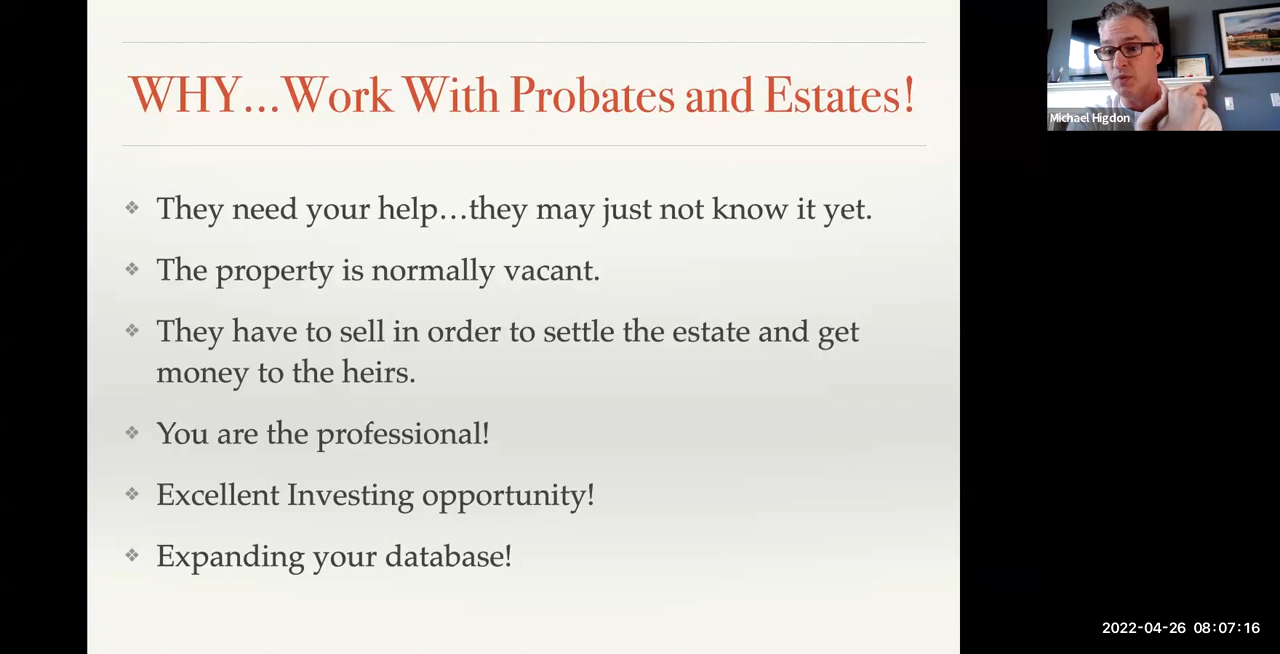 WHY...Work With Probates and Estates!
❖ They need your help...they may just not know it yet.
❖ The property is normally vacant.
❖ They have to sell in order to settle the estate and get
money to the heirs.
❖ You are the professional!
❖ Excellent Investing opportunity!
❖ Expanding your database!
Michael Higdon
2022-04-26 08:07:16